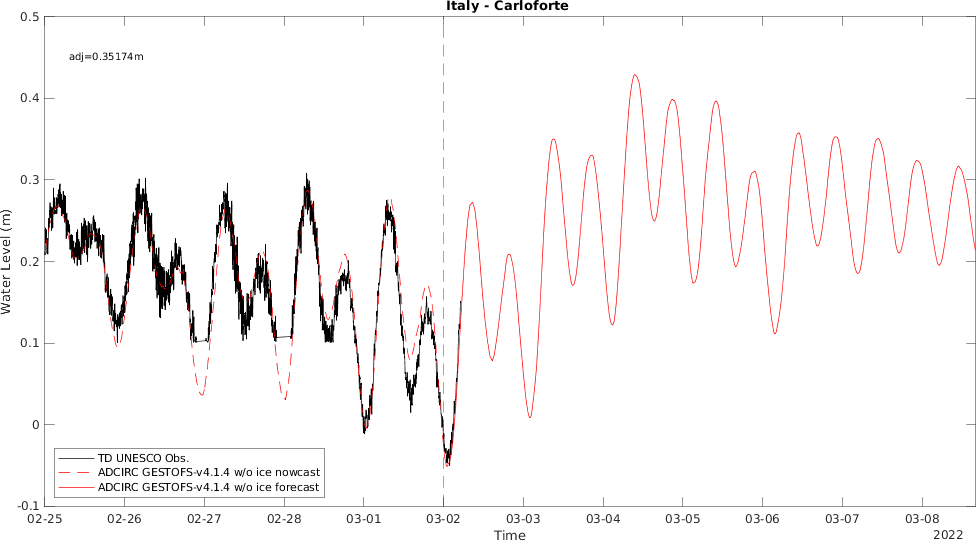 Italy - Carloforte
adj=0.35174m
0.5
0.4
0.3
0.2
0.1
0
-0.1
Water Level (m)
TD UNESCO Obs.
ADCIRC GESTOFS-v4.1.4 w/o ice nowcast
ADCIRC GESTOFS-v4.1.4 w/o ice forecast
02-25 02-26 02-27 02-28 03-01 03-02 03-03 03-04 03-05 03-06 03-07 03-08
Time
2022